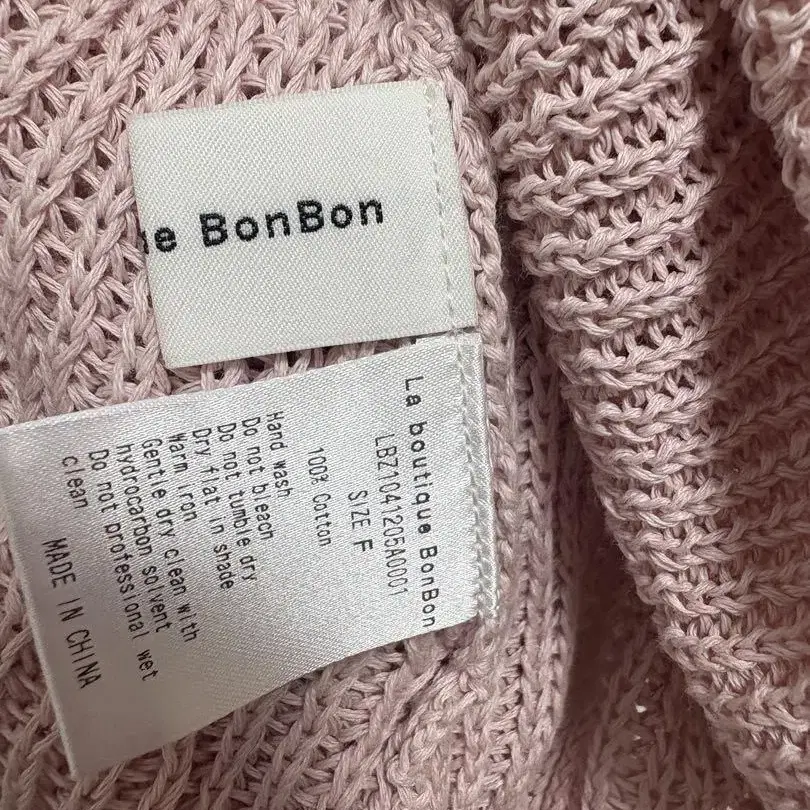 e BonBon
La boutique BonBon
LBZ1041205A0001
SIZE F
100% Cotton
Hand wash
Do not bleach
Do not tumble dry
Dry flat in shade
Warm iron
Gentle dry clean with
hydrocarbon solvent
Do not professional wet
clean
MADE IN CHINA